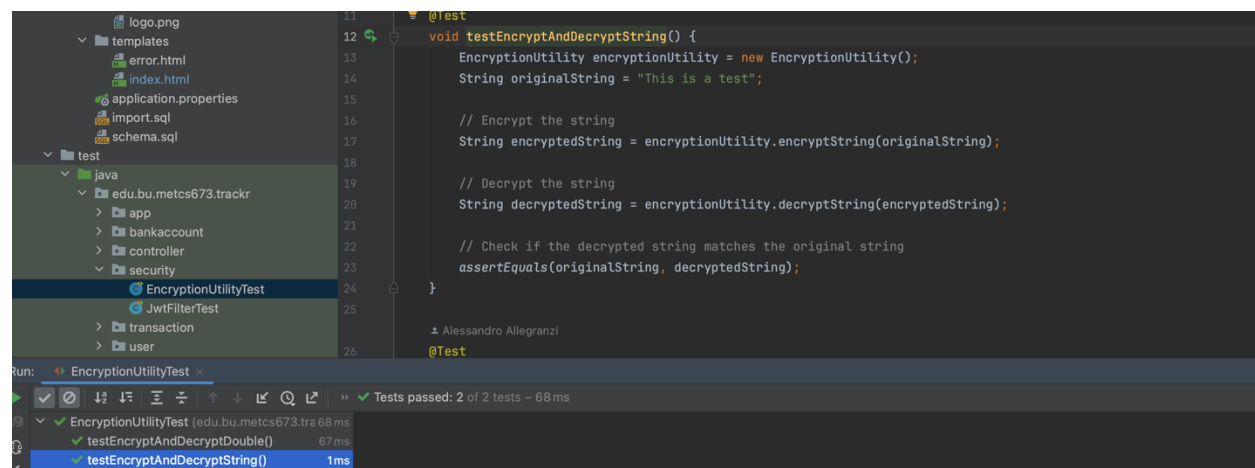 logo.png
templates
error.html
index.html
application.properties
import.sql
schema.sql
test
java
edu.bu.metcs673.trackr
app
bankaccount
controller
security
EncryptionUtilityTest
JwtFilterTest
transaction
user
11 @Test
12 void testEncryptAndDecryptString() {
13 EncryptionUtility encryptionUtility = new EncryptionUtility();
14 String originalString = "This is a test";
15
16 // Encrypt the string
17 String encryptedString = encryptionUtility.encryptString(originalString);
18
19 // Decrypt the string
20 String decryptedString = encryptionUtility.decryptString(encryptedString);
21
22 // Check if the decrypted string matches the original string
23 assertEquals(originalString, decryptedString);
24 }
25
Alessandro Allegranzi
26 @Test
Run: EncryptionUtilityTest
Tests passed: 2 of 2 tests – 68 ms
EncryptionUtilityTest (edu.bu.metcs673.tra 68 ms
testEncryptAndDecryptDouble() 67 ms
testEncryptAndDecryptString() 1 ms